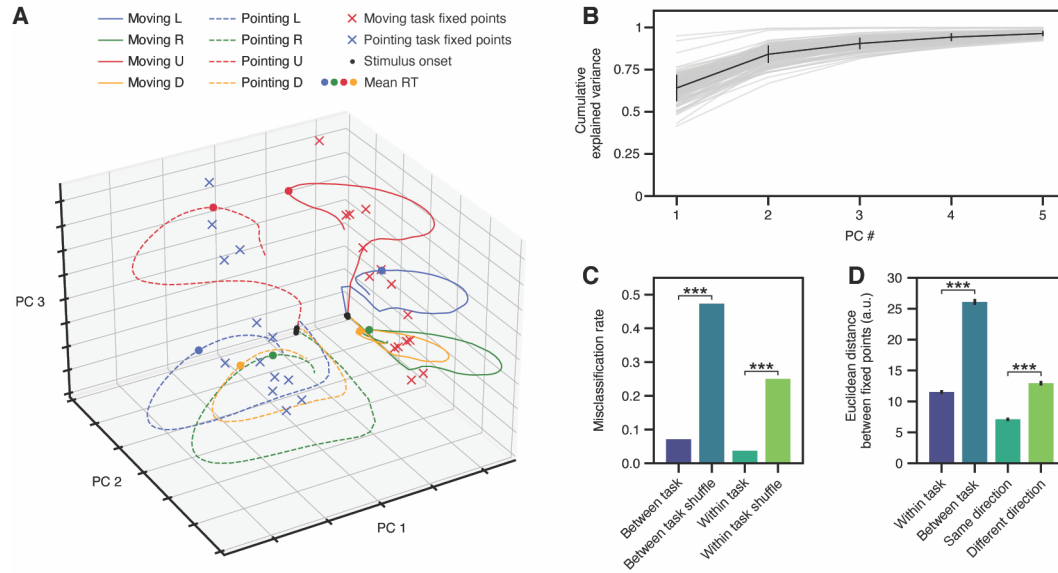 A
Moving L
Moving R
Moving U
Moving D
Pointing L
Pointing R
Pointing U
Pointing D
Moving task fixed points
Pointing task fixed points
Stimulus onset
Mean RT
PC 3
PC 2
PC 1
B
Cumulative
explained variance
1
0.75
0.5
0.25
0
1 2 3 4 5
PC #
C
Misclassification rate
0.5
0.4
0.3
0.2
0.1
0.0
***
***
Between task
Between task shuffle
Within task
Within task shuffle
D
Euclidean distance
between fixed points (a.u.)
30
25
20
15
10
5
0
***
***
Within task
Between task
Same direction
Different direction